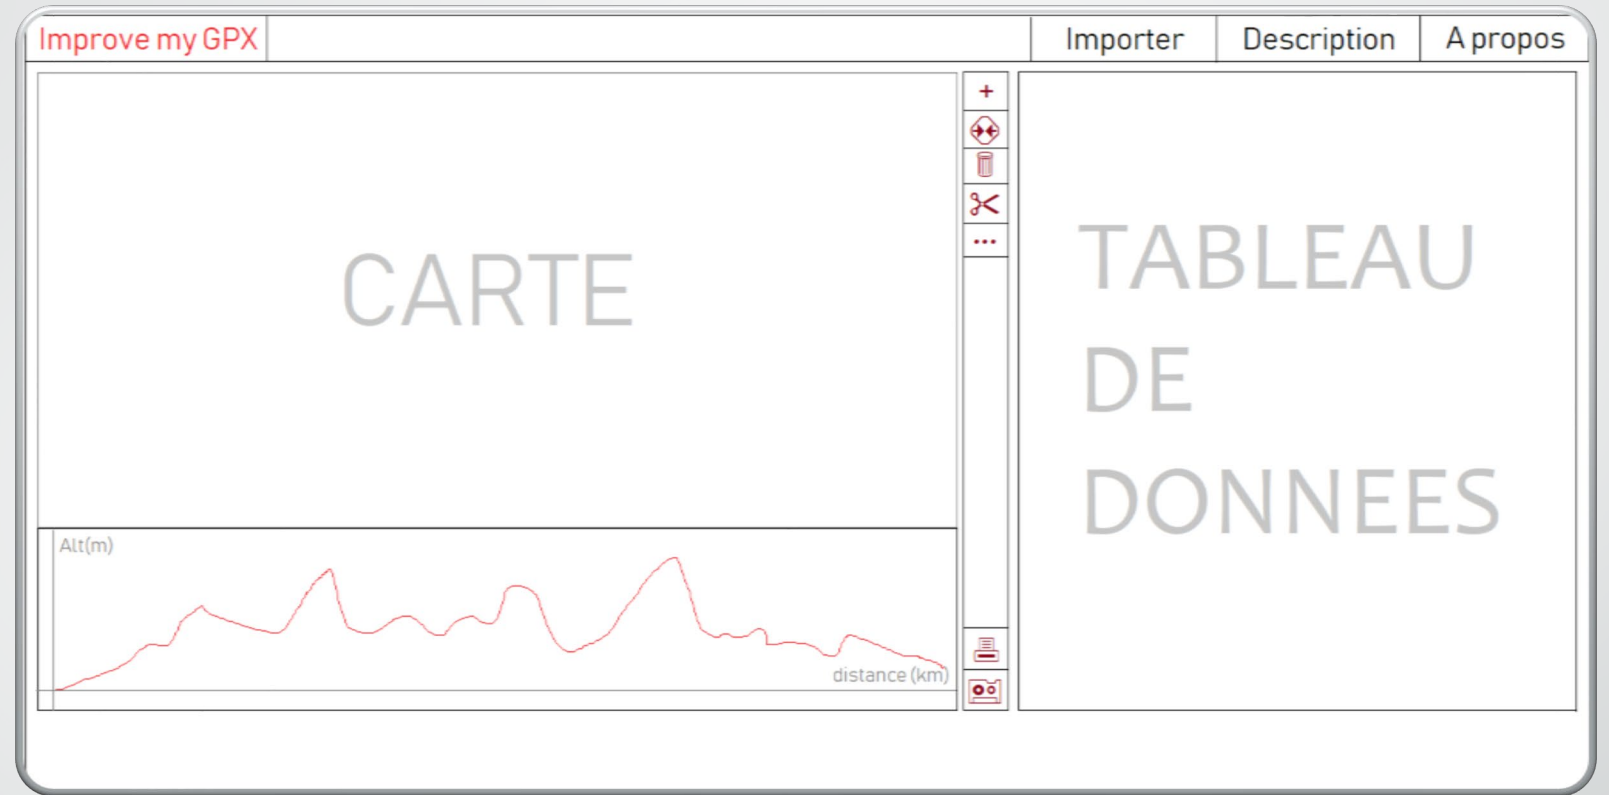 Improve my GPX
Importer
Description
A propos
CARTE
+
...
TABLEAU
DE
DONNEES
Alt(m)
distance (km)